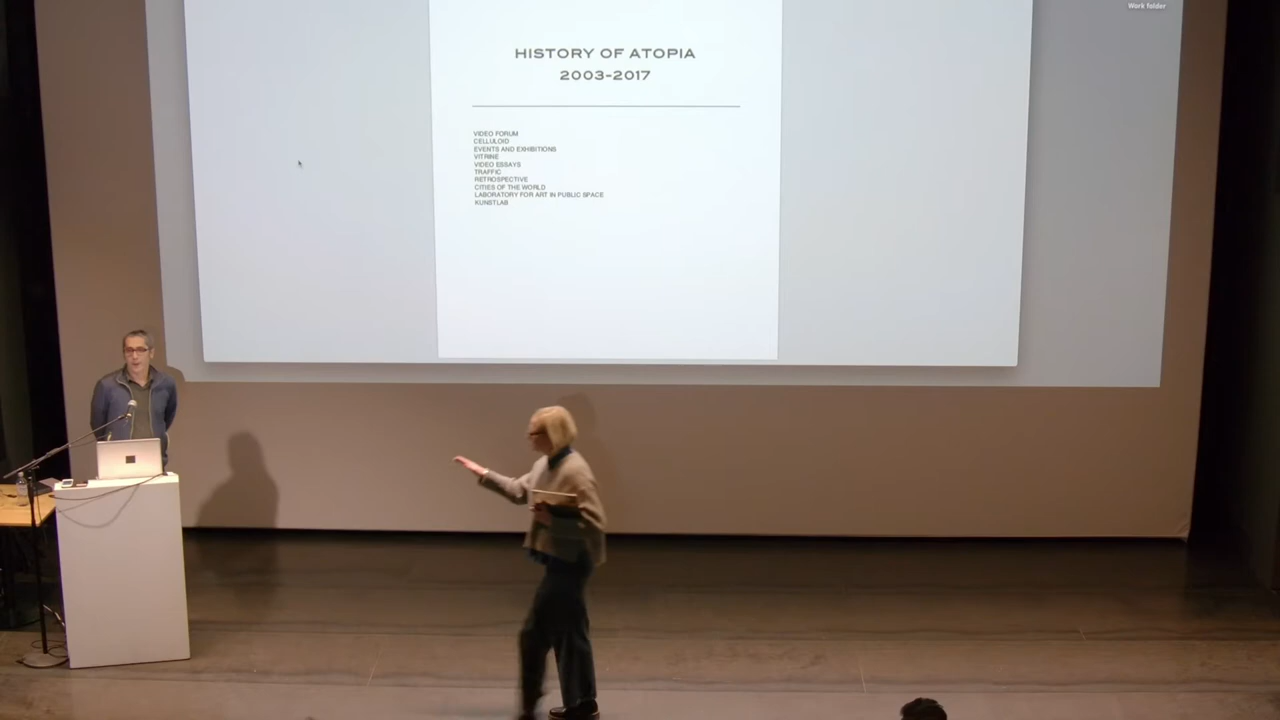 Work folder
HISTORY OF ATOPIA
2003-2017
VIDEO FORUM
CELLULOID
EVENTS AND EXHIBITIONS
VITRINE
VIDEO ESSAYS
TRAFFIC
RETROSPECTIVE
CITIES OF THE WORLD
LABORATORY FOR ART IN PUBLIC SPACE
KUNSTLAB